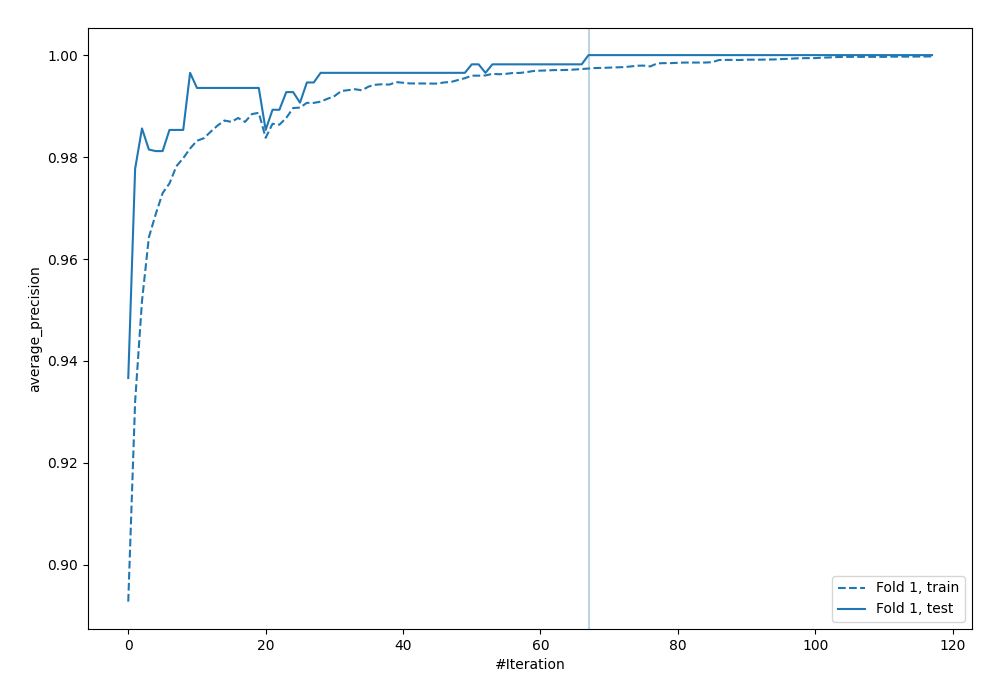 1.00
0.98
0.96
0.94
0.92
0.90
average_precision
0 20 40 60 80 100 120
#Iteration
Fold 1, train
Fold 1, test